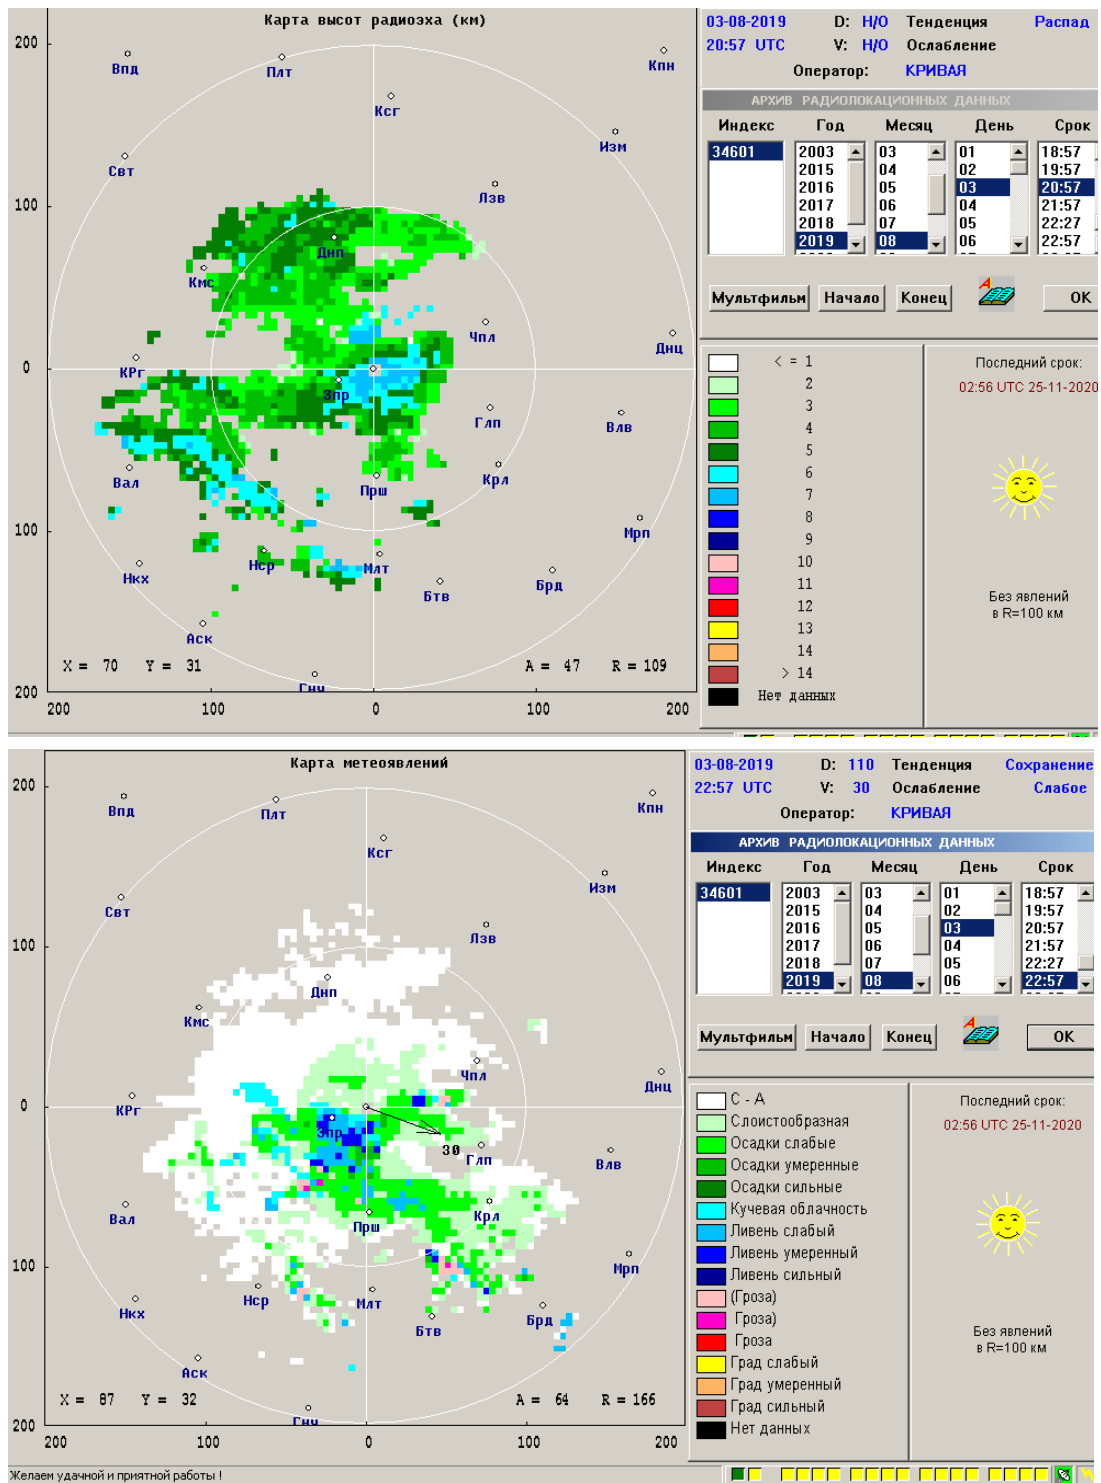 Карта высот радиоэха (км)
03-08-2019 D: Н/О Тенденция Распад
20:57 UTC V: Н/О Ослабление
Оператор: КРИВАЯ
АРХИВ РАДИОЛОКАЦИОННЫХ ДАННЫХ
Индекс Год Месяц День Срок
34601 2003 03 01 18:57
2015 04 02 19:57
2016 05 03 20:57
2017 06 04 21:57
2018 07 05 22:27
2019 08 06 22:57
Мультфильм Начало Конец OK
200
Впд
Плт
Кпн
Ксг
Изм
Свт
Лзв
100
Днп
Кмс
Чпл
Днц
0
КРг
Зпр
Глп
Влв
Вал
Прш
Крл
Мрп
100
Нкх
Нср
Млт
Бтв
Брд
Аск
X = 70 Y = 31 A = 47 R = 109
Гнч
200
200 100 0 100 200
< = 1
2
3
4
5
6
7
8
9
10
11
12
13
14
> 14
Нет данных
Последний срок:
02:56 UTC 25-11-2020
Без явлений
в R=100 км
Карта метеоявлений
03-08-2019 D: 110 Тенденция Сохранение
22:57 UTC V: 30 Ослабление Слабое
Оператор: КРИВАЯ
АРХИВ РАДИОЛОКАЦИОННЫХ ДАННЫХ
Индекс Год Месяц День Срок
34601 2003 03 01 18:57
2015 04 02 19:57
2016 05 03 20:57
2017 06 04 21:57
2018 07 05 22:27
2019 08 06 22:57
Мультфильм Начало Конец OK
200
Впд
Плт
Кпн
Ксг
Изм
Свт
Лзв
100
Днп
Кмс
Чпл
Днц
0
КРг
Зпр
30
Глп
Влв
Вал
Прш
Крл
Мрп
100
Нкх
Нср
Млт
Бтв
Брд
Аск
X = 87 Y = 32 A = 64 R = 166
Гнч
200
200 100 0 100 200
С - А
Слоистообразная
Осадки слабые
Осадки умеренные
Осадки сильные
Кучевая облачность
Ливень слабый
Ливень умеренный
Ливень сильный
(Гроза)
Гроза)
Гроза
Град слабый
Град умеренный
Град сильный
Нет данных
Последний срок:
02:56 UTC 25-11-2020
Без явлений
в R=100 км
Желаем удачной и приятной работы !